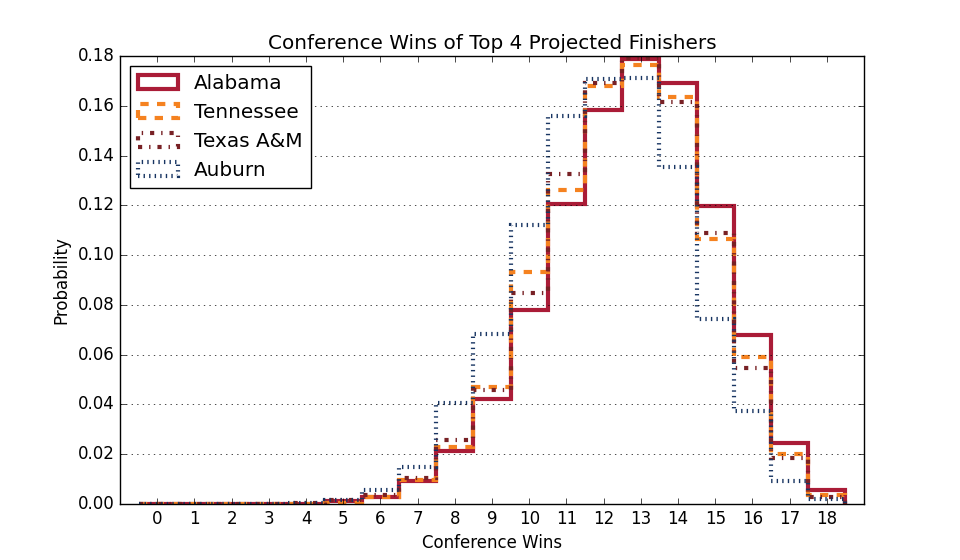 Conference Wins of Top 4 Projected Finishers
0.18
0.16
0.14
0.12
0.10
0.08
0.06
0.04
0.02
0.00
Probability
Alabama
Tennessee
Texas A&M
Auburn
0 1 2 3 4 5 6 7 8 9 10 11 12 13 14 15 16 17 18
Conference Wins